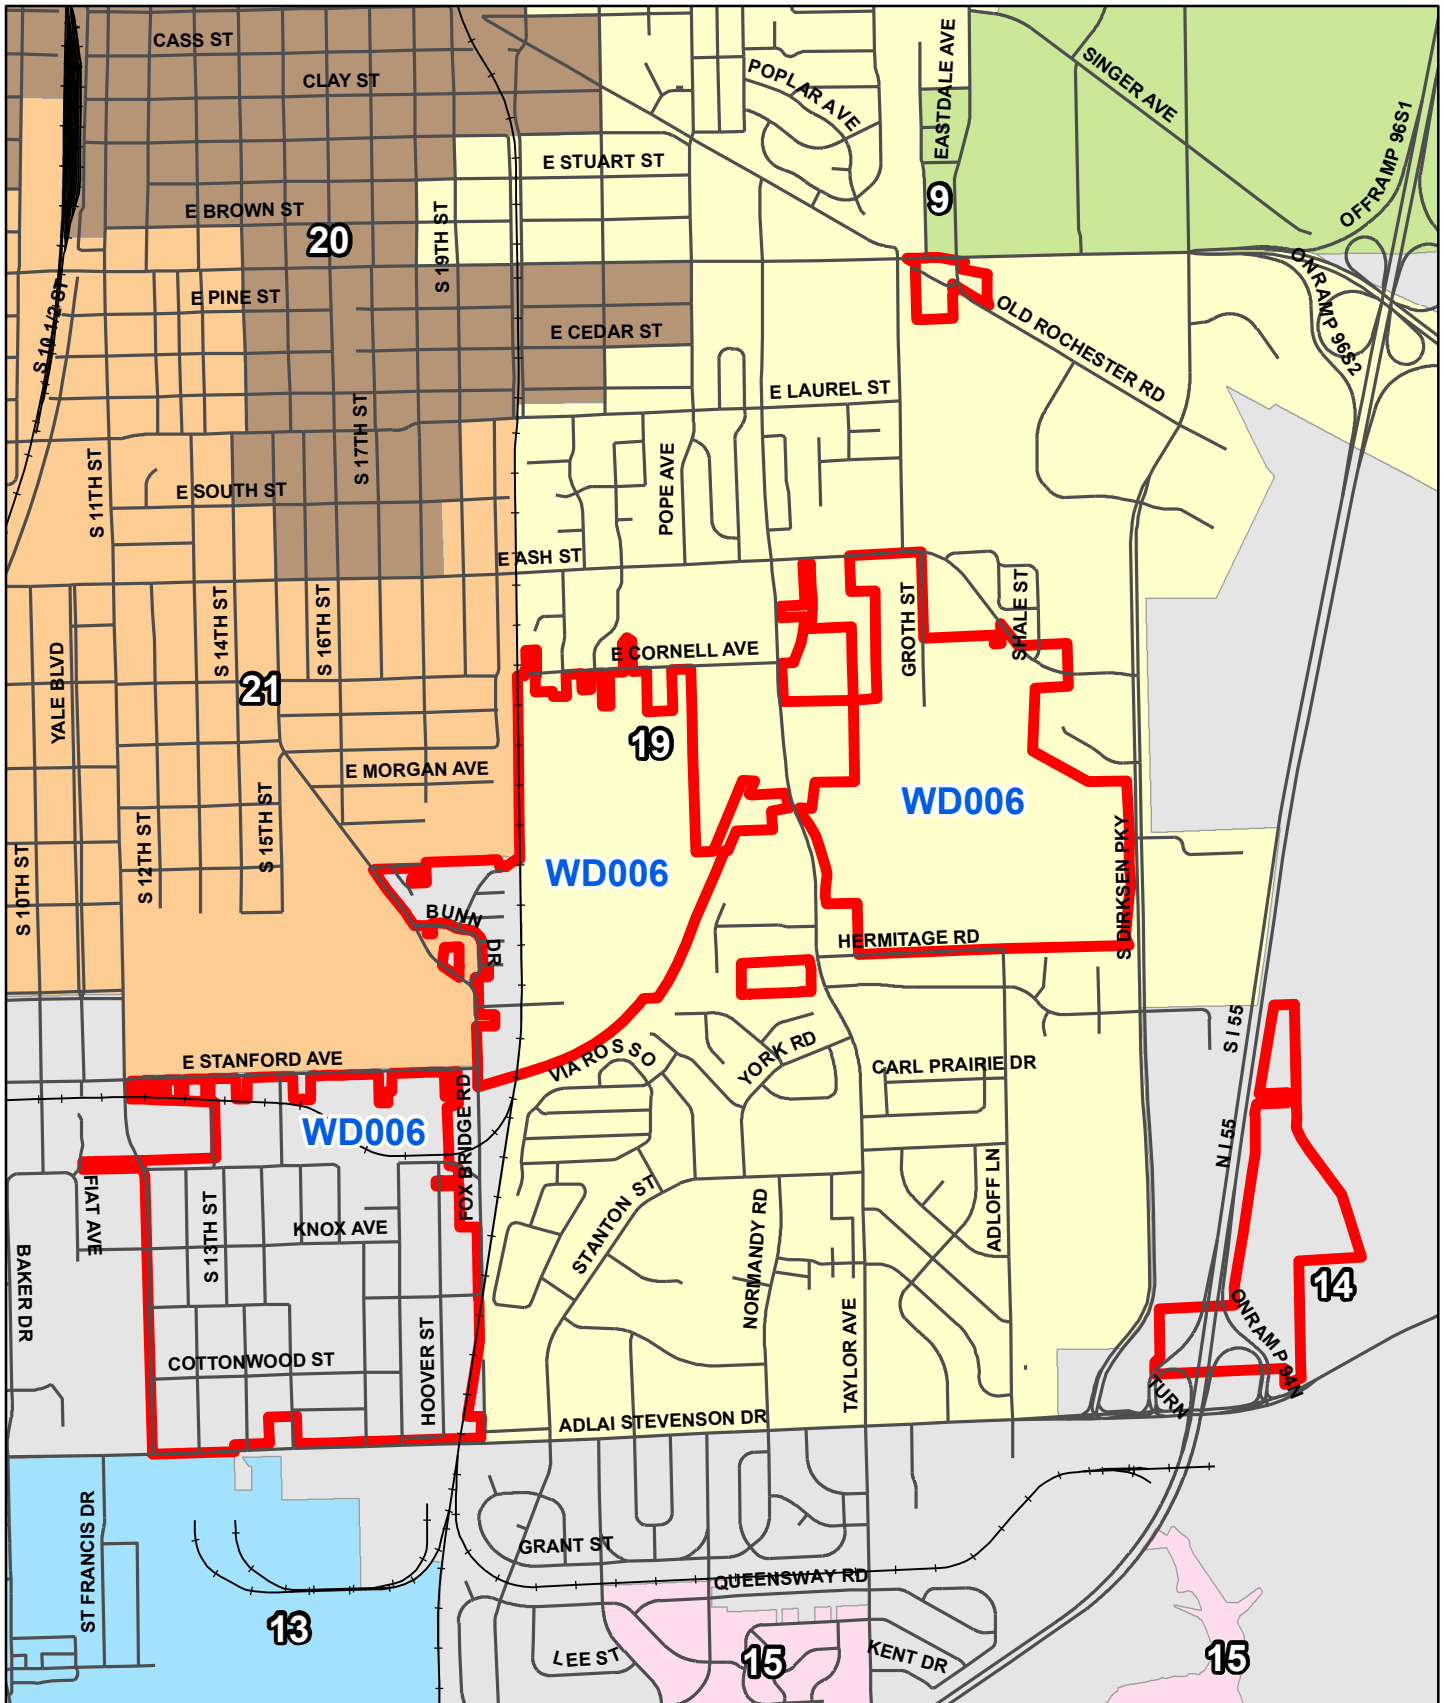 CASS ST
CLAY ST
POPLAR AVE
EASTDALE AVE
SINGER AVE
OFFRAMP 96S1
E STUART ST
E BROWN ST
20
S 19TH ST
9
ONRAMP 96S2
S 10 1/2 ST
E PINE ST
E CEDAR ST
OLD ROCHESTER RD
E LAUREL ST
S 17TH ST
S 11TH ST
E SOUTH ST
POPE AVE
E ASH ST
S 14TH ST
S 16TH ST
GROTH ST
SHALE ST
YALE BLVD
E CORNELL AVE
21
19
E MORGAN AVE
WD006
S 15TH ST
S 12TH ST
S 10TH ST
WD006
S DIRKSEN PKY
BUNN DR
HERMITAGE RD
E STANFORD AVE
VIA ROSSO
YORK RD
CARL PRAIRIE DR
S I 55
WD006
FOX BRIDGE RD
N I 55
FIAT AVE
S 13TH ST
KNOX AVE
STANTON ST
NORMANDY RD
ADLOFF LN
BAKER DR
14
ONRAMP 94N
HOOVER ST
TAYLOR AVE
COTTONWOOD ST
TURN
ADLAI STEVENSON DR
ST FRANCIS DR
GRANT ST
QUEENSWAY RD
13
LEE ST
15
KENT DR
15